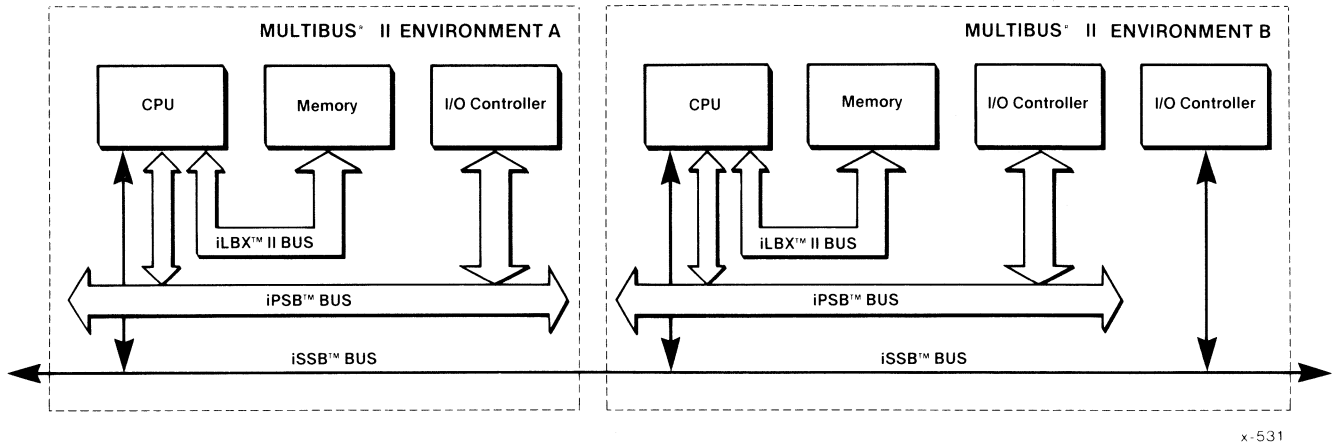 MULTIBUS® II ENVIRONMENT A
CPU
Memory
I/O Controller
iLBX™ II BUS
iPSB™ BUS
iSSB™ BUS
MULTIBUS® II ENVIRONMENT B
CPU
Memory
I/O Controller
I/O Controller
iLBX™ II BUS
iPSB™ BUS
iSSB™ BUS
x-531